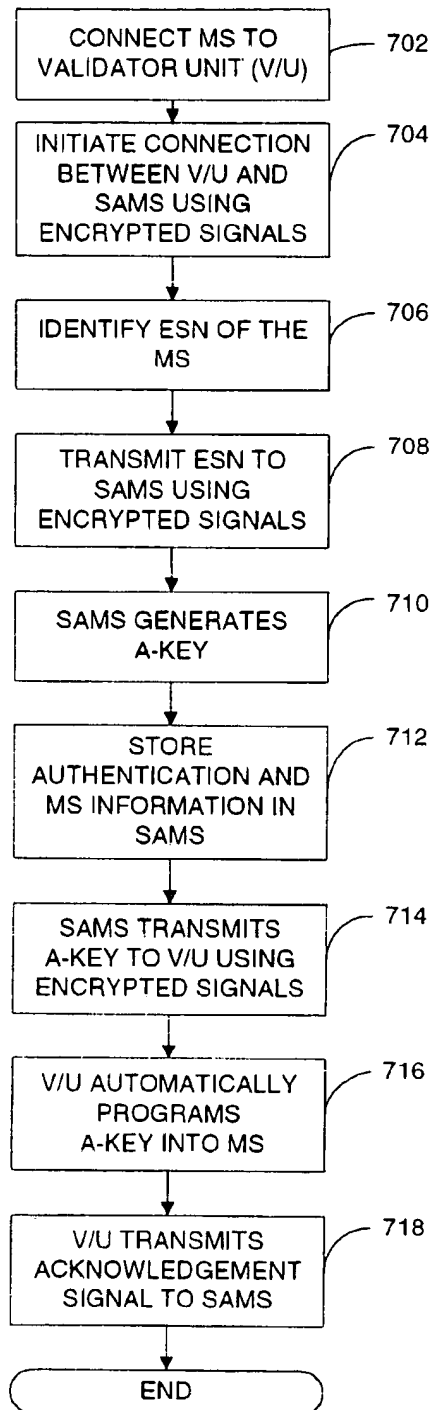 CONNECT MS TO
VALIDATOR UNIT (V/U)
702
INITIATE CONNECTION
BETWEEN V/U AND
SAMS USING
ENCRYPTED SIGNALS
704
IDENTIFY ESN OF THE
MS
706
TRANSMIT ESN TO
SAMS USING
ENCRYPTED SIGNALS
708
SAMS GENERATES
A-KEY
710
STORE
AUTHENTICATION AND
MS INFORMATION IN
SAMS
712
SAMS TRANSMITS
A-KEY TO V/U USING
ENCRYPTED SIGNALS
714
V/U AUTOMATICALLY
PROGRAMS
A-KEY INTO MS
716
V/U TRANSMITS
ACKNOWLEDGEMENT
SIGNAL TO SAMS
718
END